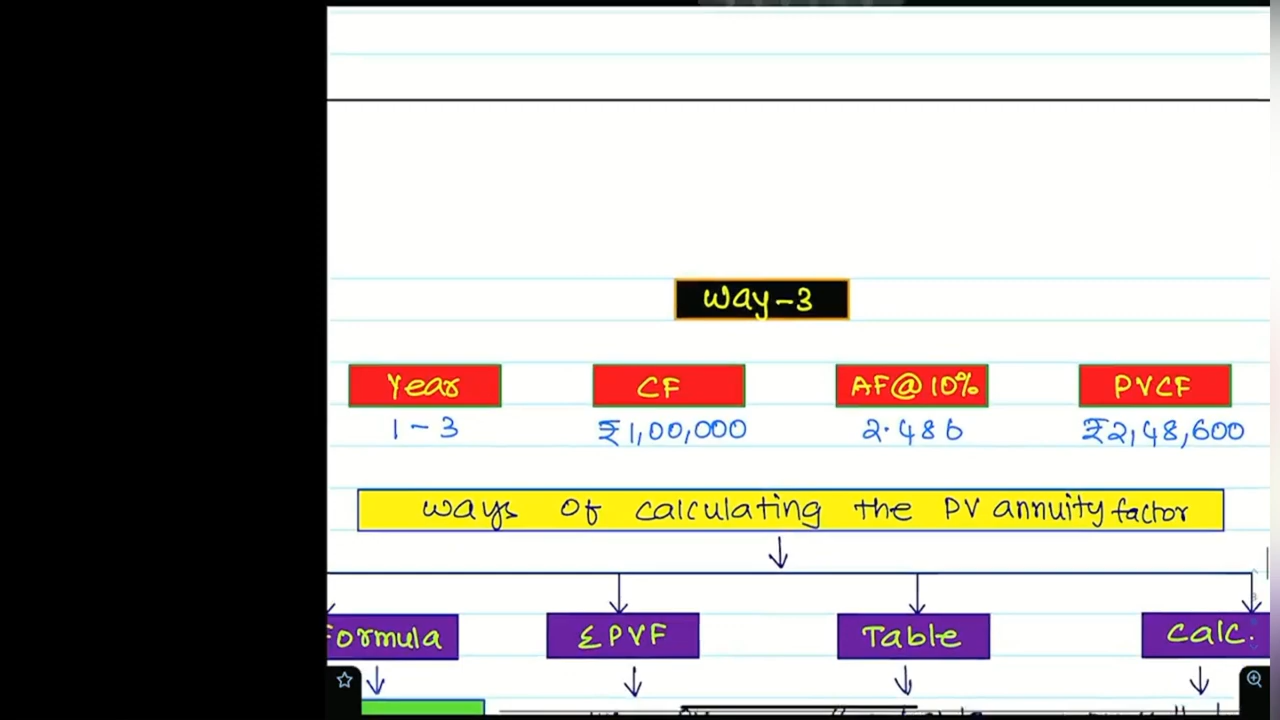 Way-3
Year CF AF@10% PVCF
1-3 ₹1,00,000 2.486 ₹2,48,600
ways of calculating the PV annuity factor
Formula ΣPVF Table Calc.